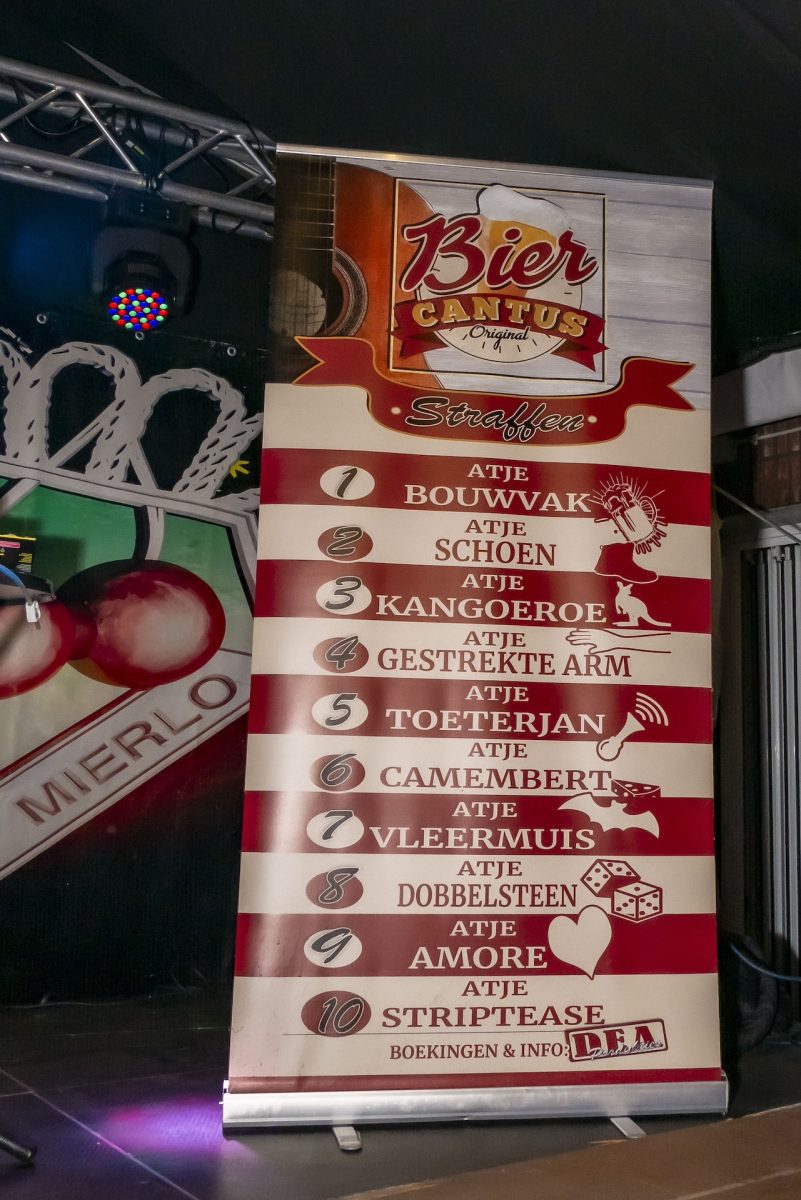 Bier
CANTUS
Original
Straffen
1 ATJE
BOUWVAK
2 ATJE
SCHOEN
3 ATJE
KANGOEROE
4 ATJE
GESTREKTE ARM
5 ATJE
TOETERJAN
6 ATJE
CAMEMBERT
7 ATJE
VLEERMUIS
8 ATJE
DOBBELSTEEN
9 ATJE
AMORE
10 ATJE
STRIPTEASE
BOEKINGEN & INFO: DEA
MIERLO